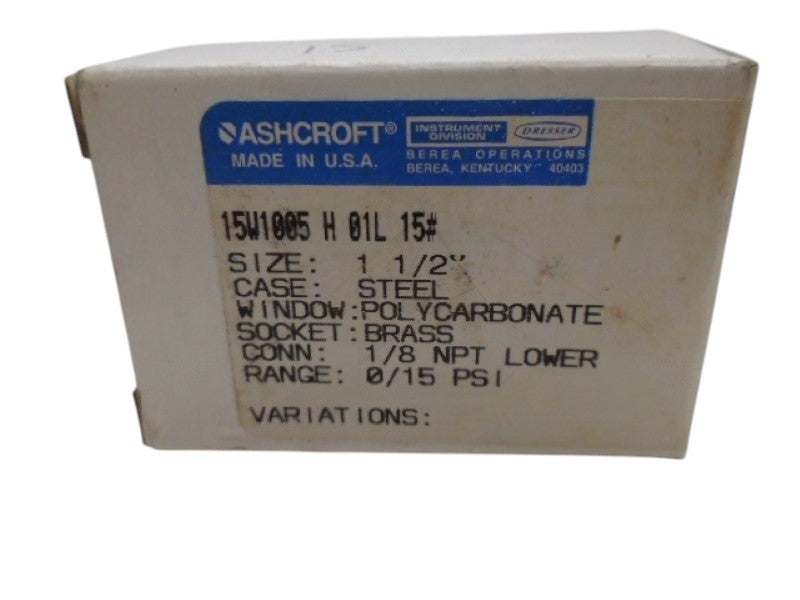 ASHCROFT® INSTRUMENT DIVISION DRESSER
MADE IN U.S.A. BEREA OPERATIONS
BEREA, KENTUCKY 40403
15W1005 H 01L 15#
SIZE: 1 1/2"
CASE: STEEL
WINDOW:POLYCARBONATE
SOCKET:BRASS
CONN: 1/8 NPT LOWER
RANGE: 0/15 PSI
VARIATIONS: